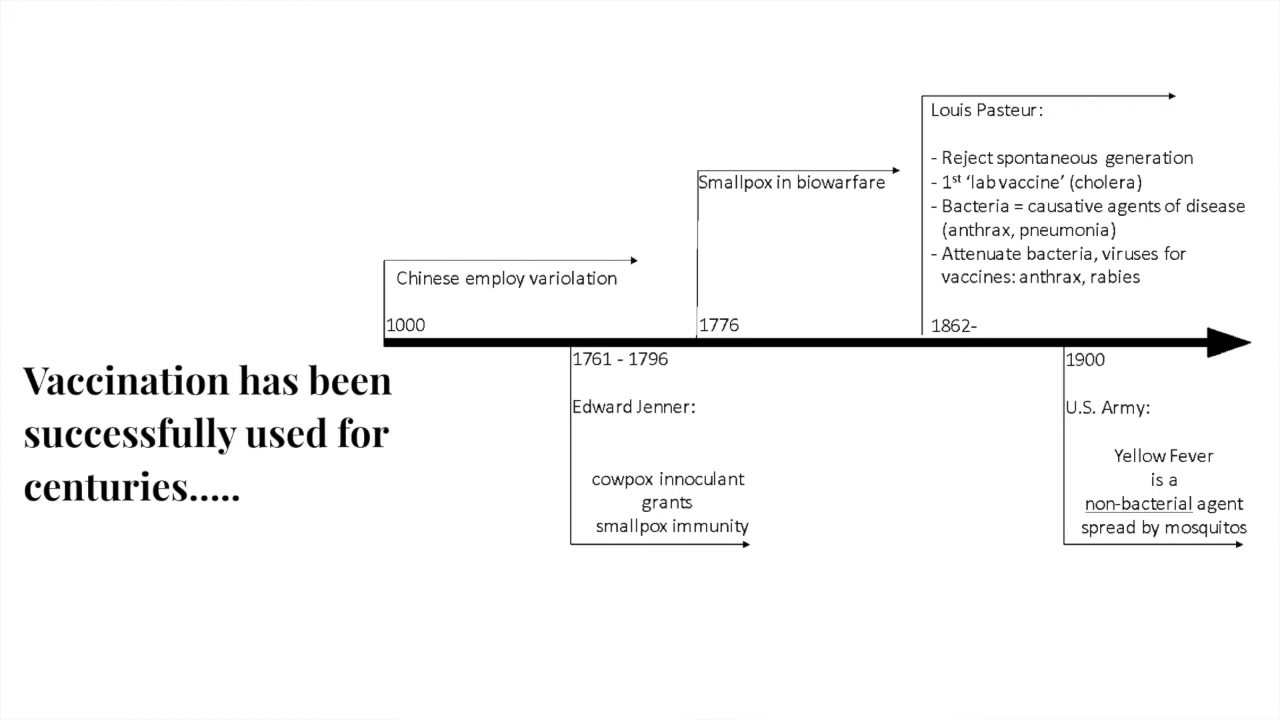 Vaccination has been
successfully used for
centuries.....
1000
Chinese employ variolation
1761 - 1796
Edward Jenner:
cowpox innoculant
grants
smallpox immunity
1776
Smallpox in biowarfare
1862-
Louis Pasteur:
- Reject spontaneous generation
- 1st ‘lab vaccine’ (cholera)
- Bacteria = causative agents of disease
(anthrax, pneumonia)
- Attenuate bacteria, viruses for
vaccines: anthrax, rabies
1900
U.S. Army:
Yellow Fever
is a
non-bacterial agent
spread by mosquitos